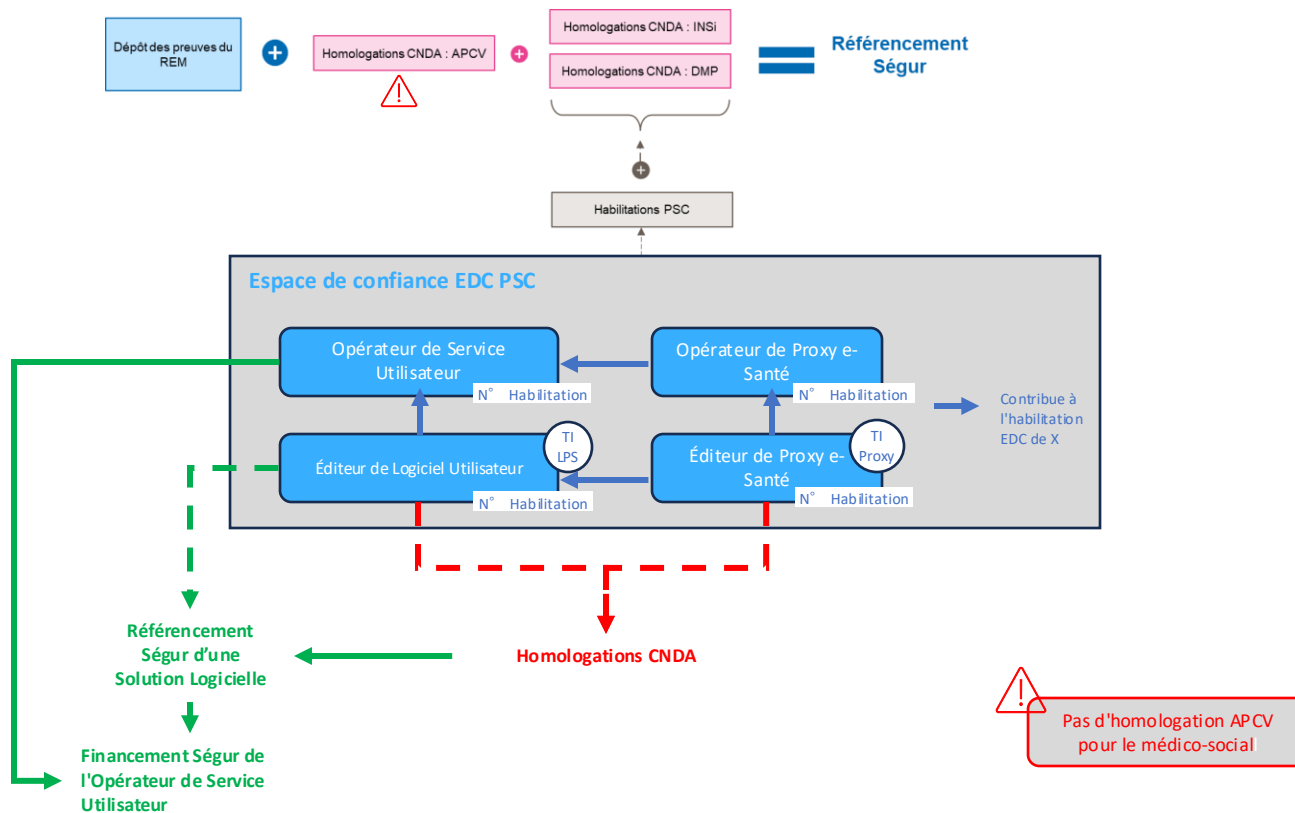 Dépôt des preuves du
REM
Homologations CNDA : APCV
Homologations CNDA : INSi
Homologations CNDA : DMP
Référencement
Ségur
Habilitations PSC
Espace de confiance EDC PSC
Opérateur de Service
Utilisateur
N° Habilitation
Opérateur de Proxy e-
Santé
N° Habilitation
Contribue à
l'habilitation
EDC de X
TI
LPS
Éditeur de Logiciel Utilisateur
N° Habilitation
TI
Proxy
Éditeur de Proxy e-
Santé
N° Habilitation
Référencement
Ségur d’une
Solution Logicielle
Homologations CNDA
Pas d'homologation APCV
pour le médico-social
Financement Ségur de
l'Opérateur de Service
Utilisateur